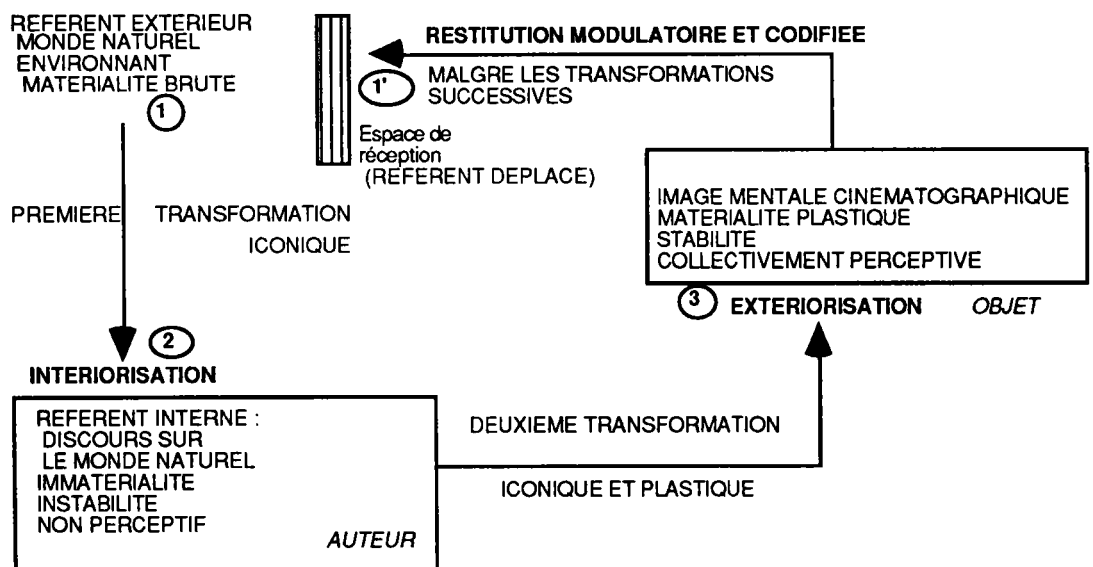 REFERENT EXTERIEUR
MONDE NATUREL
ENVIRONNANT
MATERIALITE BRUTE
1
RESTITUTION MODULATOIRE ET CODIFIEE
1'
MALGRE LES TRANSFORMATIONS
SUCCESSIVES
Espace de
réception
(REFERENT DEPLACE)
PREMIERE TRANSFORMATION
ICONIQUE
IMAGE MENTALE CINEMATOGRAPHIQUE
MATERIALITE PLASTIQUE
STABILITE
COLLECTIVEMENT PERCEPTIVE
3 EXTERIORISATION OBJET
2
INTERIORISATION
REFERENT INTERNE :
DISCOURS SUR
LE MONDE NATUREL
IMMATERIALITE
INSTABILITE
NON PERCEPTIF
AUTEUR
DEUXIEME TRANSFORMATION
ICONIQUE ET PLASTIQUE